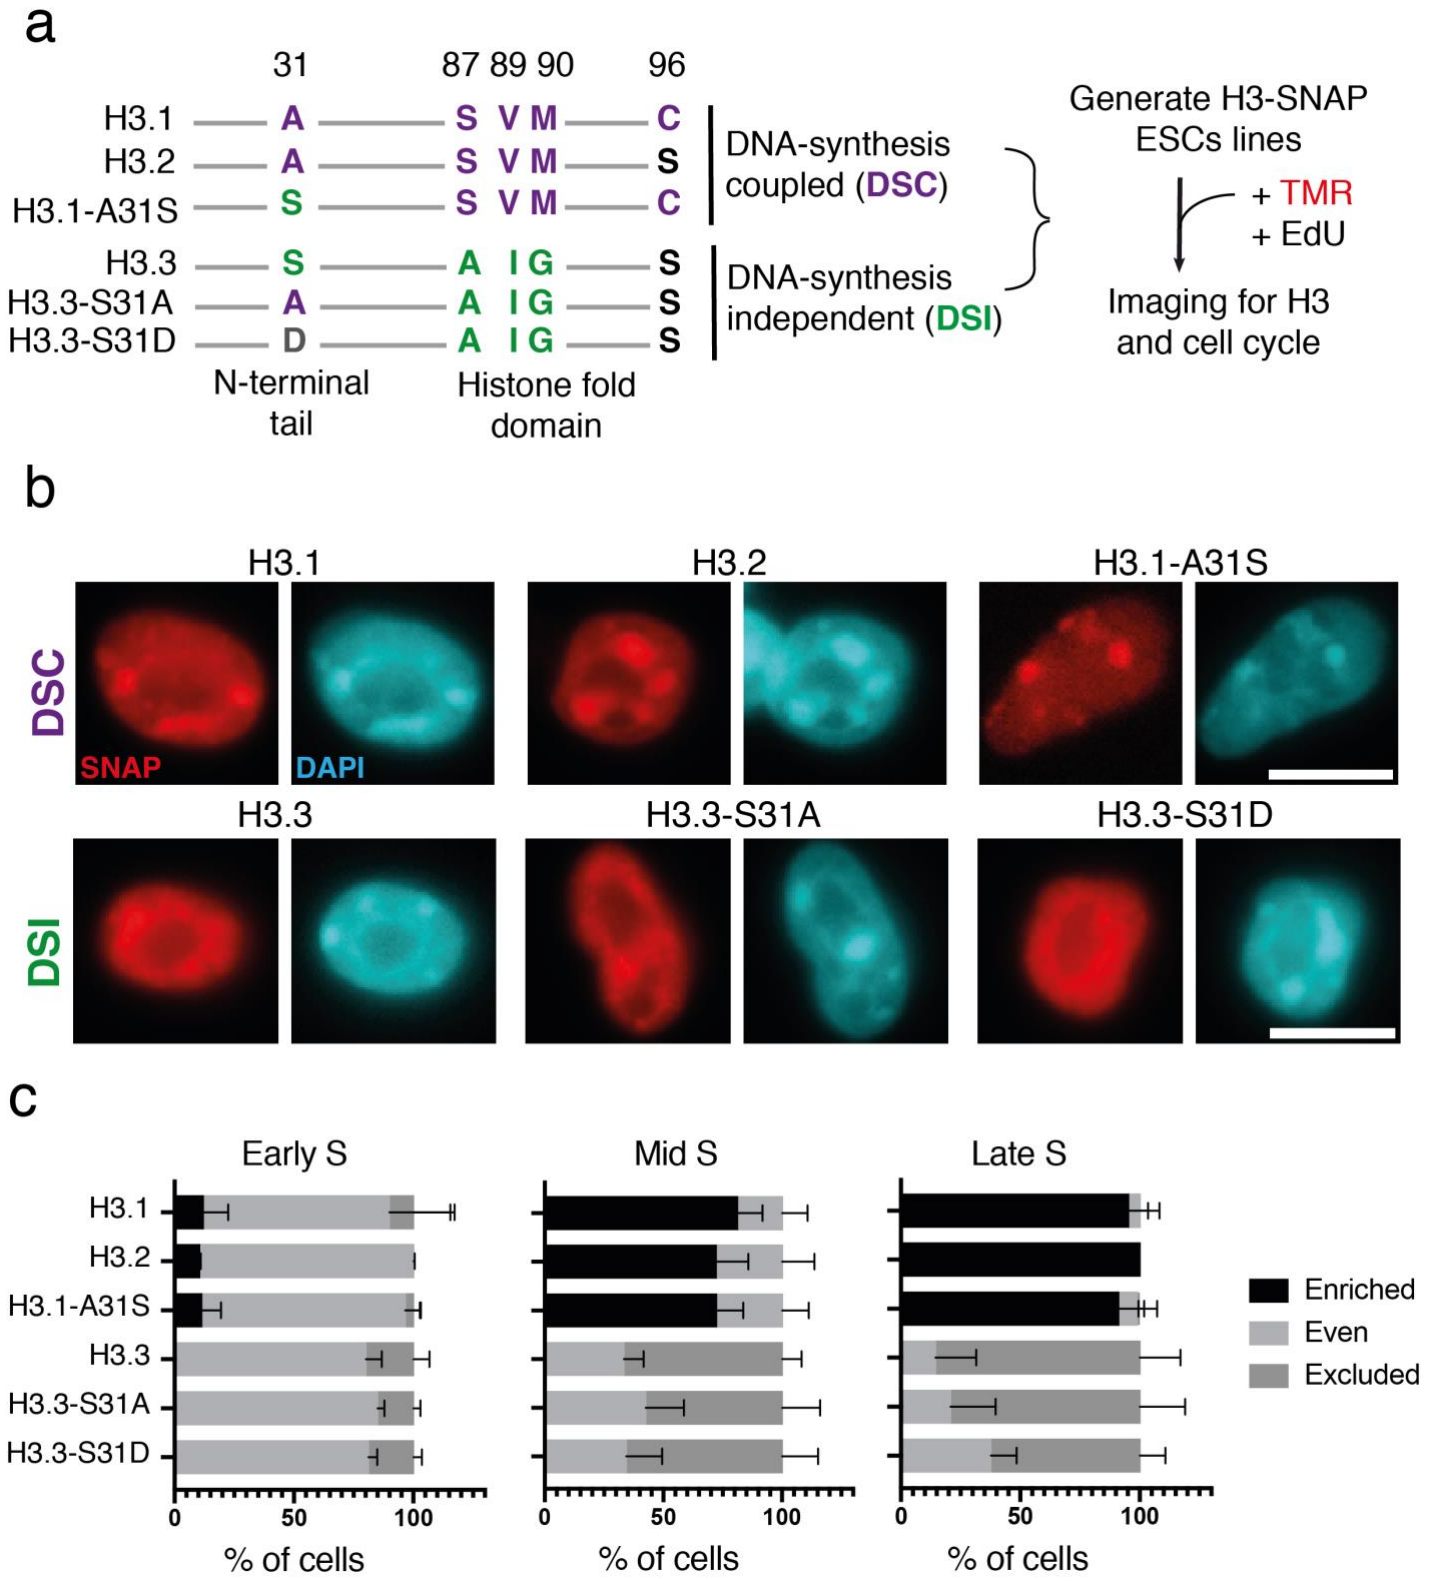 a
31 87 89 90 96
H3.1 A S V M C
H3.2 A S V M S
H3.1-A31S S S V M C
H3.3 S A I G S
H3.3-S31A A A I G S
H3.3-S31D D A I G S
N-terminal
tail
Histone fold
domain
DNA-synthesis
coupled (DSC)
DNA-synthesis
independent (DSI)
Generate H3-SNAP
ESCs lines
+ TMR
+ EdU
Imaging for H3
and cell cycle
b
H3.1 H3.2 H3.1-A31S
DSC
SNAP DAPI
H3.3 H3.3-S31A H3.3-S31D
DSI
c
Early S Mid S Late S
H3.1
H3.2
H3.1-A31S
H3.3
H3.3-S31A
H3.3-S31D
0 50 100 0 50 100 0 50 100
% of cells % of cells % of cells
Enriched
Even
Excluded